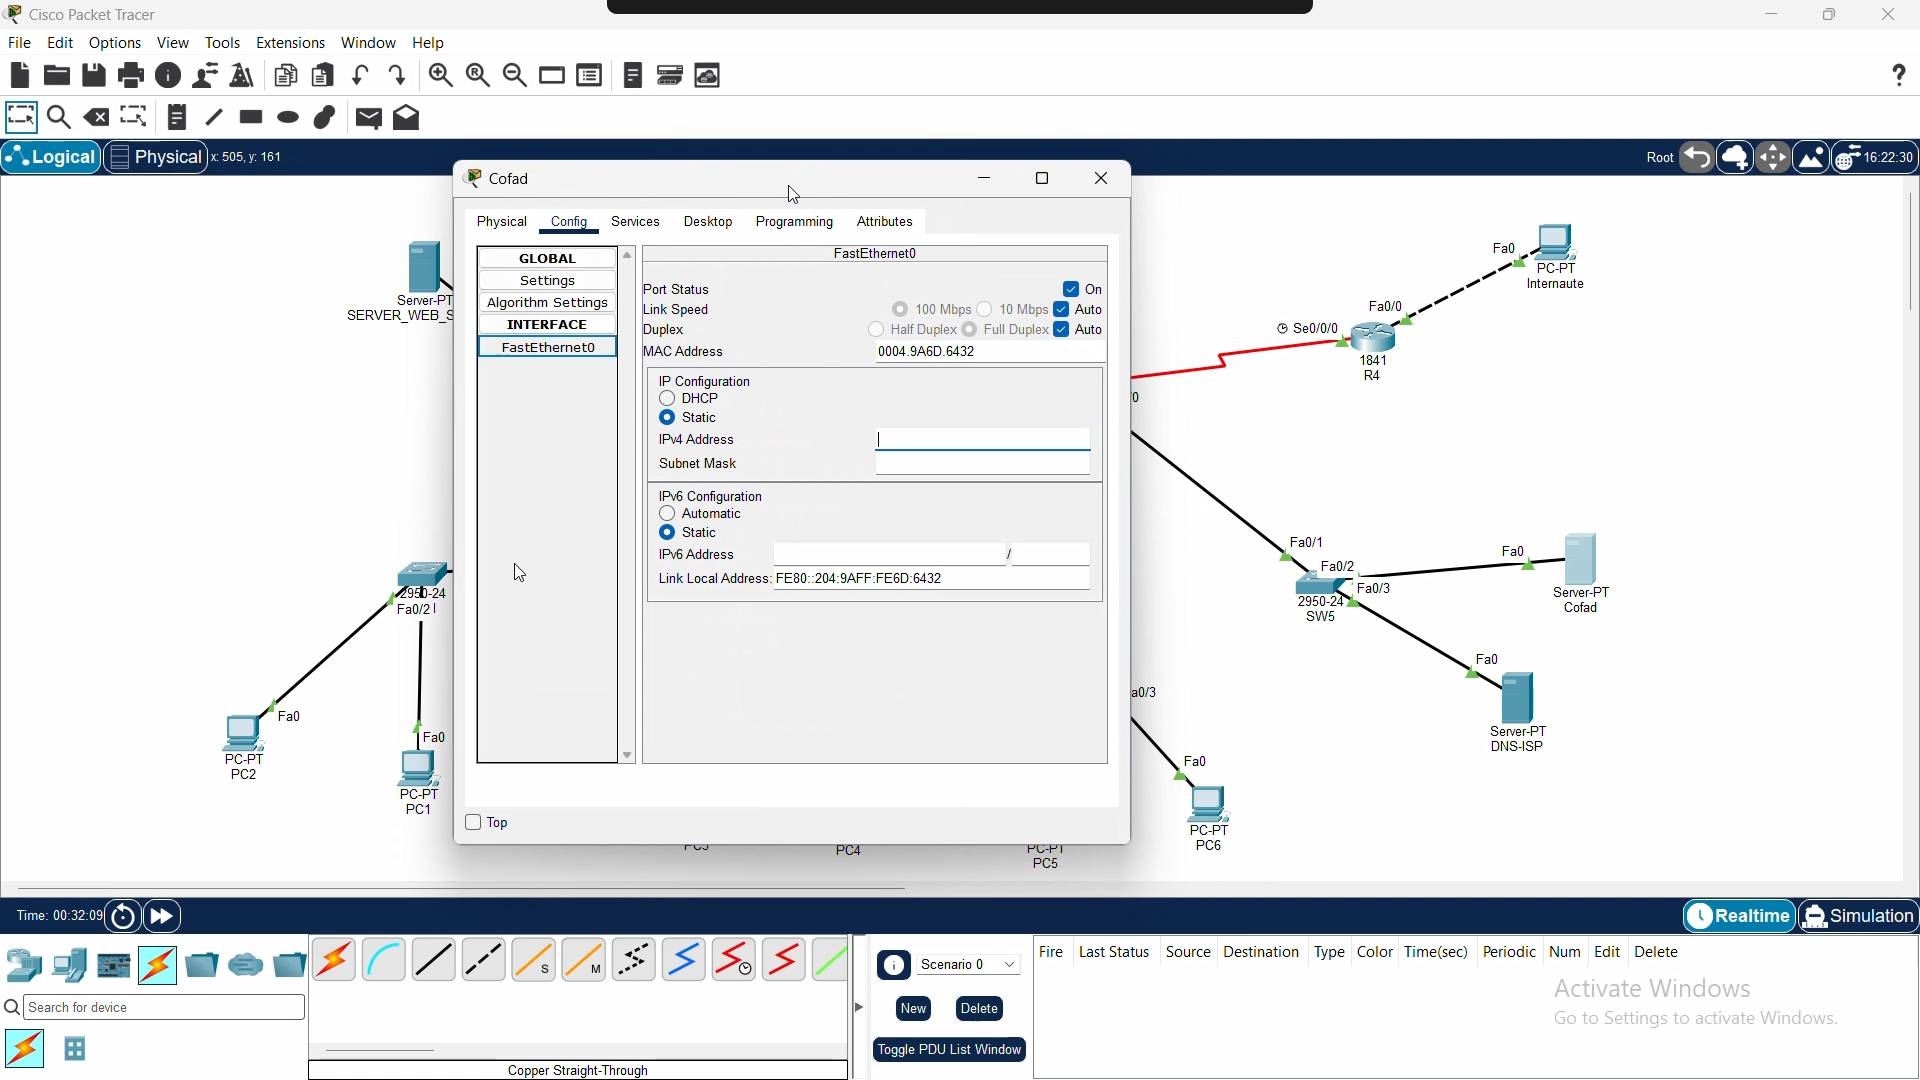 Cisco Packet Tracer
File Edit Options View Tools Extensions Window Help
Logical Physical x: 505, y: 161 Root 16:22:30
Cofad
Physical Config Services Desktop Programming Attributes
GLOBAL
Settings
Algorithm Settings
INTERFACE
FastEthernet0
FastEthernet0
Port Status On
Link Speed 100 Mbps 10 Mbps Auto
Duplex Half Duplex Full Duplex Auto
MAC Address 0004.9A6D.6432
IP Configuration
DHCP
Static
IPv4 Address
Subnet Mask
IPv6 Configuration
Automatic
Static
IPv6 Address /
Link Local Address: FE80::204:9AFF:FE6D:6432
Top
Server-PT
SERVER_WEB_S
2950-24
Fa0/2
Fa0
PC-PT
PC2
Fa0
PC-PT
PC1
PC3
PC4
PC-PT
PC5
a0/3
Fa0
PC-PT
PC6
/0
Fa0
PC-PT
Internaute
Fa0/0
Se0/0/0
1841
R4
Fa0/1
Fa0/2
Fa0/3
2950-24
SW5
Fa0
Server-PT
Cofad
Fa0
Server-PT
DNS-ISP
Time: 00:32:09 Realtime Simulation
Search for device
S
M
Copper Straight-Through
Scenario 0
New Delete
Toggle PDU List Window
Fire Last Status Source Destination Type Color Time(sec) Periodic Num Edit Delete
Activate Windows
Go to Settings to activate Windows.